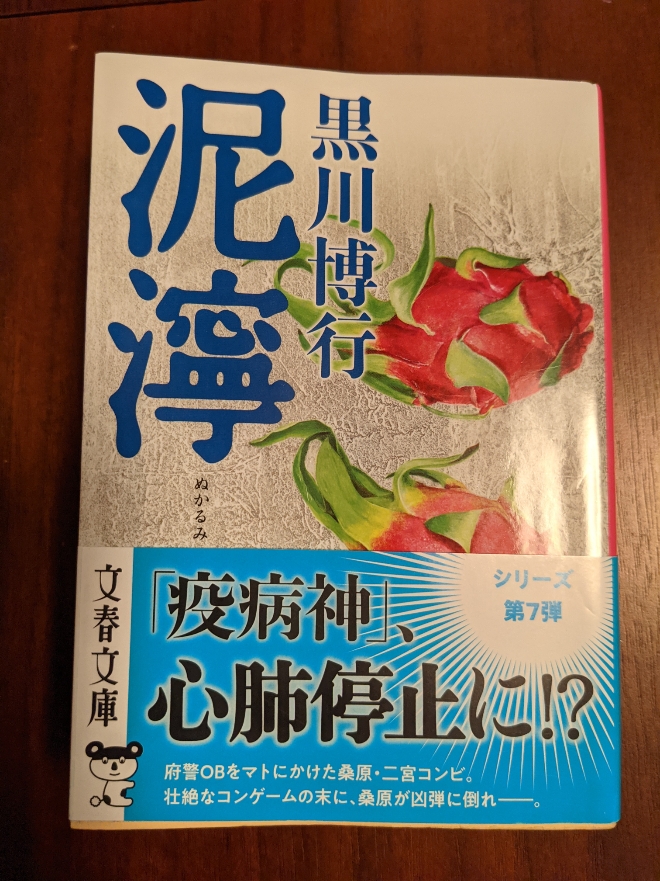 黒川博行
泥濘
ぬかるみ
文春文庫
シリーズ
第7弾
「疫病神」、
心肺停止に!?
府警OBをマトにかけた桑原・二宮コンビ。
壮絶なコンゲームの末に、桑原が凶弾に倒れ――。